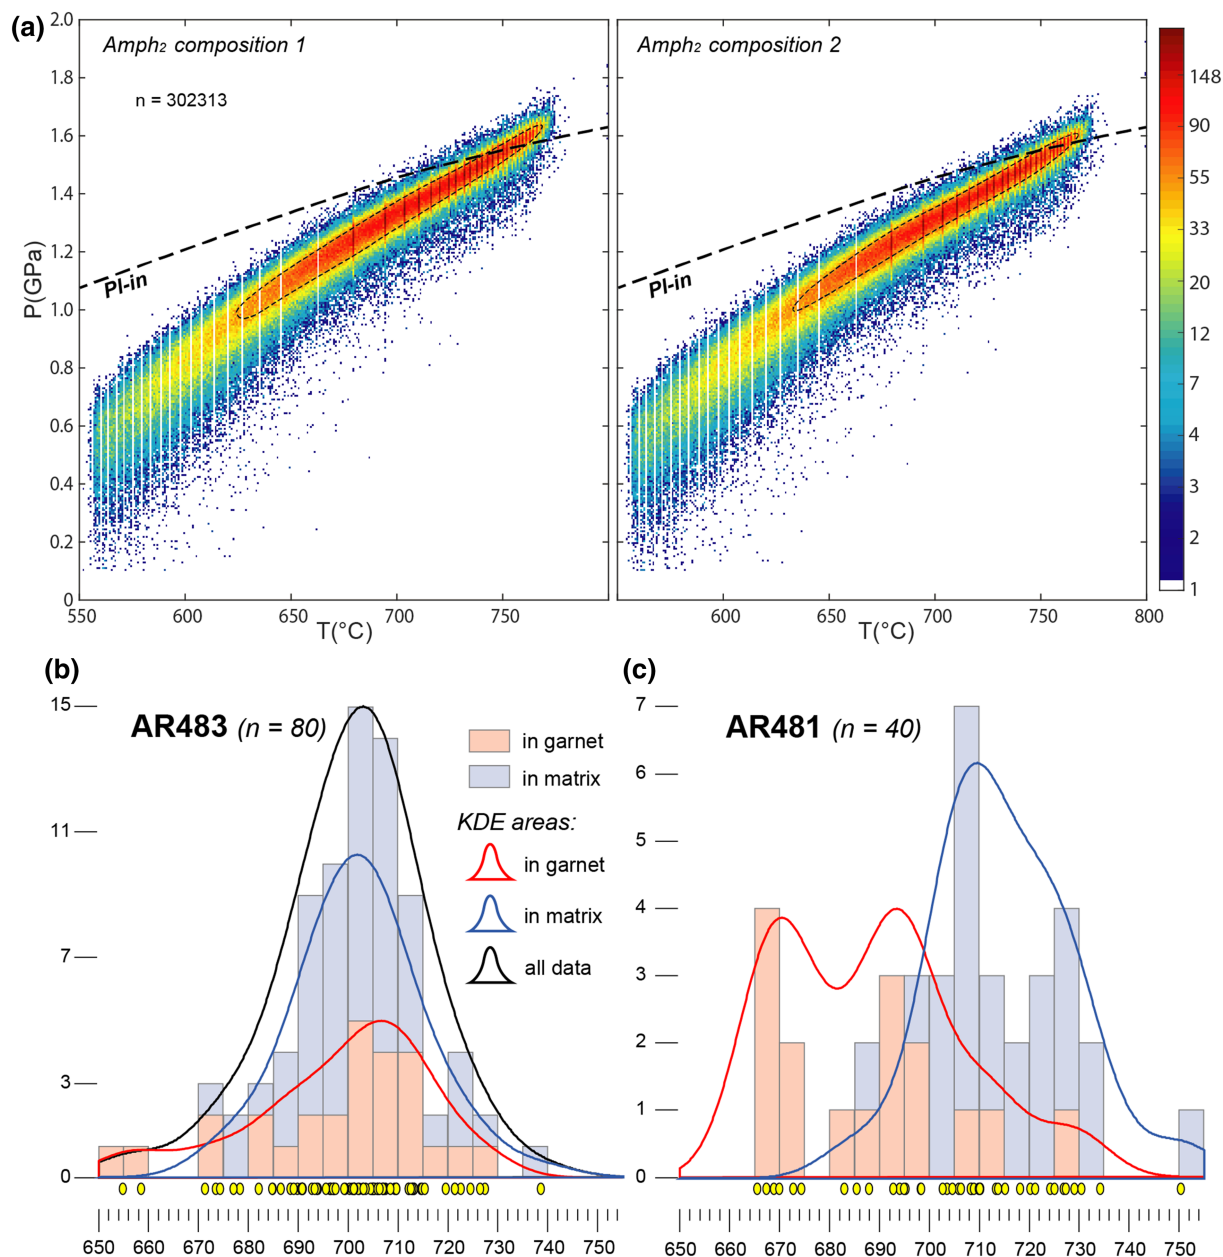 (a)
Amph2 composition 1
n = 302313
Pl-in
P(GPa)
2.0
1.8
1.6
1.4
1.2
1.0
0.8
0.6
0.4
0.2
0
550
600
650
700
750
T(°C)
Amph2 composition 2
Pl-in
600
650
700
750
800
T(°C)
148
90
55
33
20
12
7
4
3
2
1
(b)
AR483 (n = 80)
15
11
7
3
0
in garnet
in matrix
KDE areas:
in garnet
in matrix
all data
650 660 670 680 690 700 710 720 730 740 750
(c)
AR481 (n = 40)
7
6
5
4
3
2
1
0
650 660 670 680 690 700 710 720 730 740 750